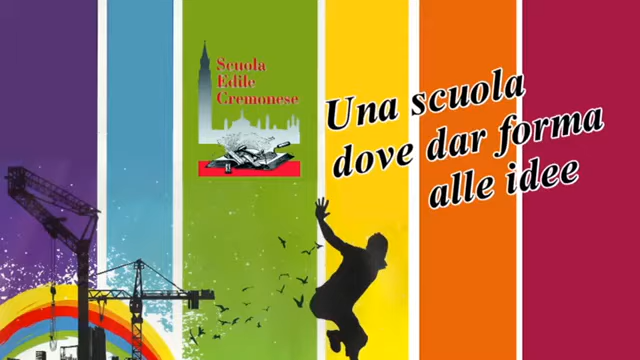 Scuola
Edile
Cremonese
Una scuola
dove dar forma
alle idee